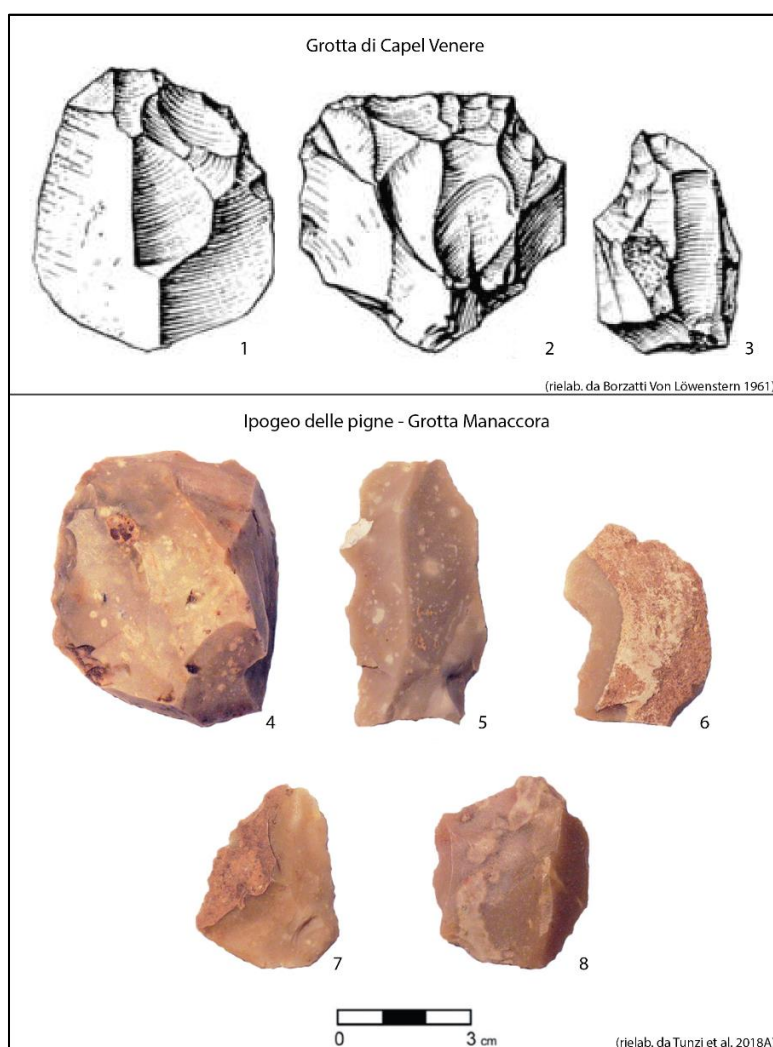 Grotta di Capel Venere
1
2
3
(rielab. da Borzatti Von Löwenstern 1961)
Ipogeo delle pigne - Grotta Manaccora
4
5
6
7
8
0 3 cm
(rielab. da Tunzi et al. 2018A)